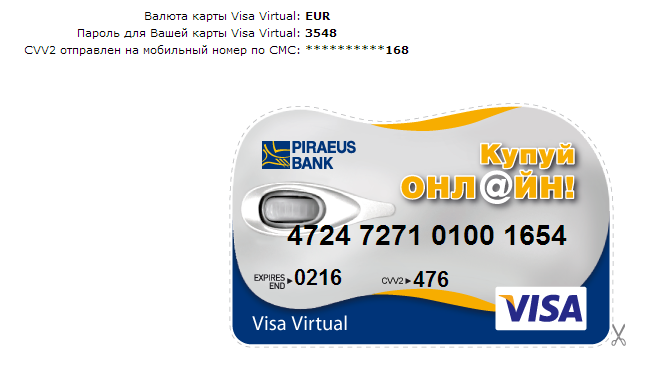 Валюта карты Visa Virtual: EUR
Пароль для Вашей карты Visa Virtual: 3548
CVV2 отправлен на мобильный номер по СМС: **********168
PIRAEUS
BANK
Купуй
онл@йн!
4724 7271 0100 1654
EXPIRES END 0216 CVV2 476
Visa Virtual
VISA